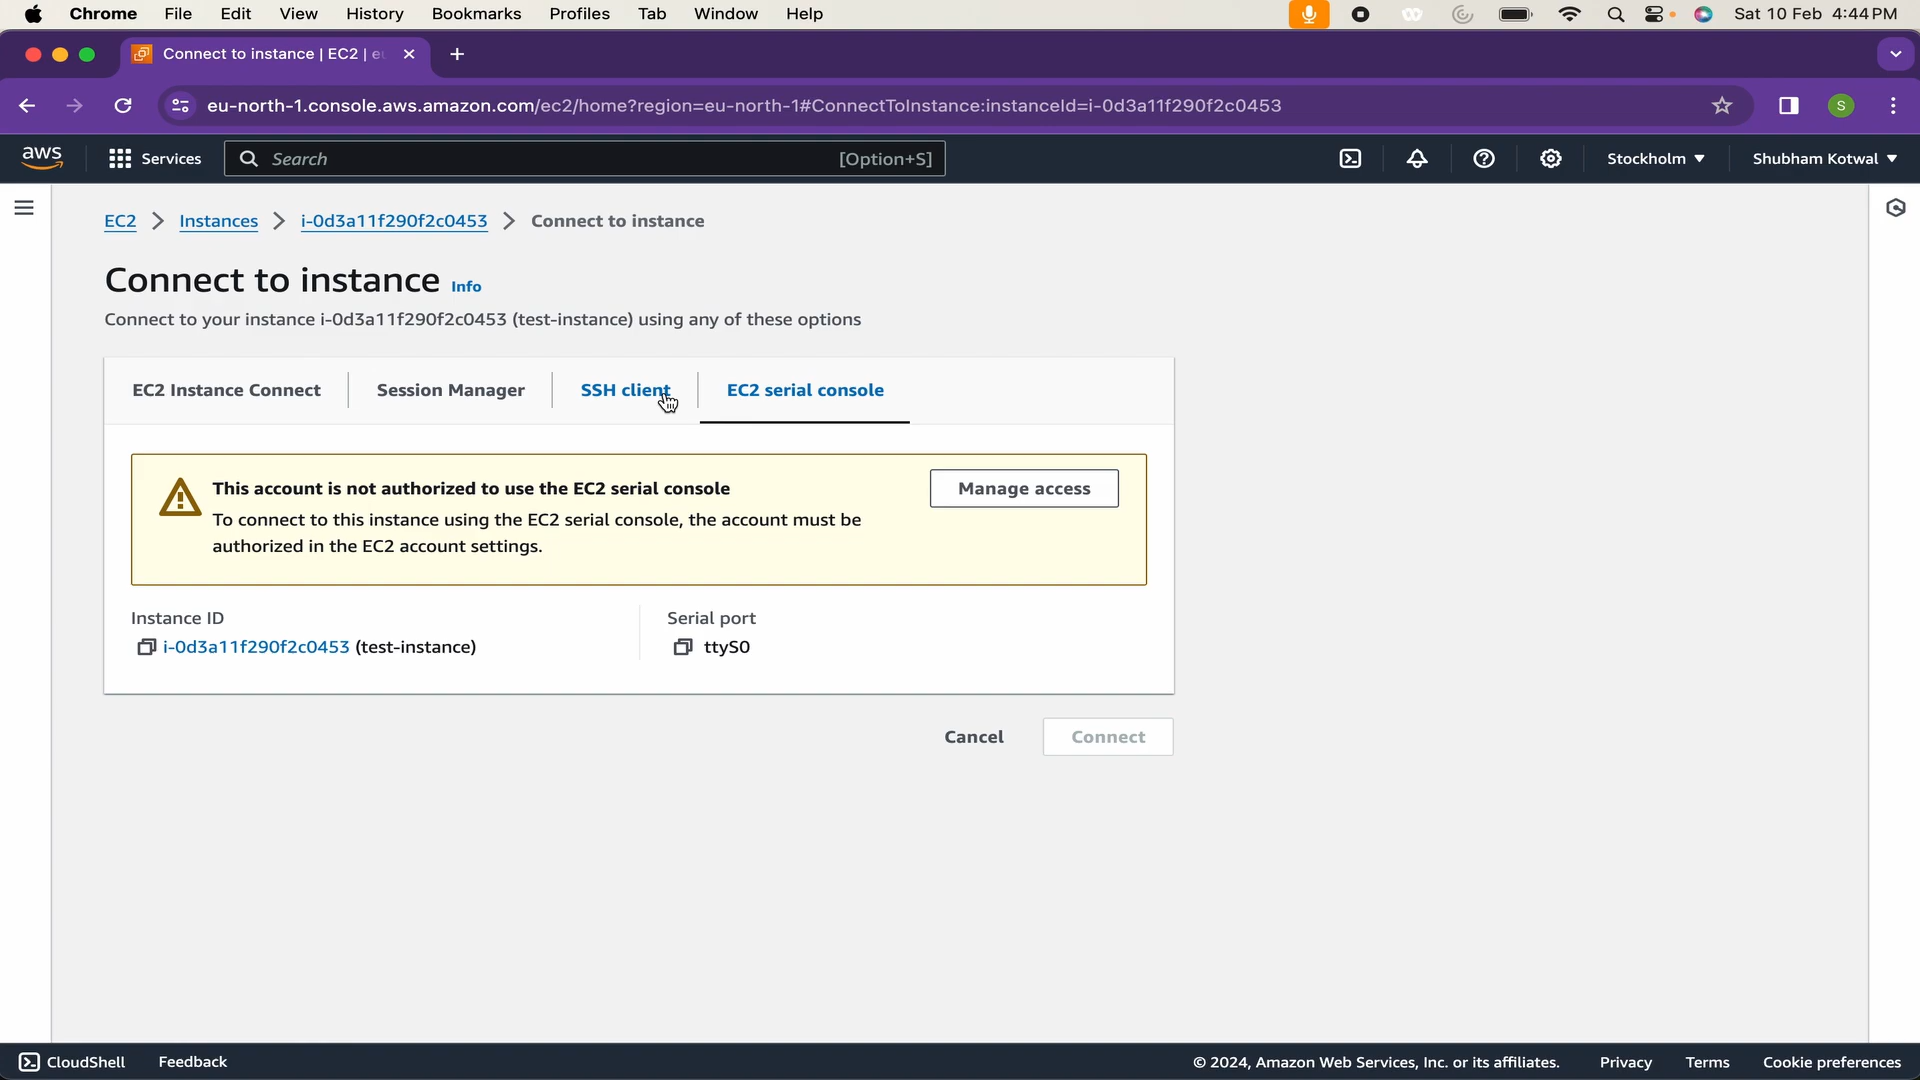 Chrome File Edit View History Bookmarks Profiles Tab Window Help Sat 10 Feb 4:44 PM
Connect to instance | EC2 |
eu-north-1.console.aws.amazon.com/ec2/home?region=eu-north-1#ConnectToInstance:instanceId=i-0d3a11f290f2c0453 S
aws Services Search [Option+S] Stockholm Shubham Kotwal
EC2 Instances i-0d3a11f290f2c0453 Connect to instance
Connect to instance Info
Connect to your instance i-0d3a11f290f2c0453 (test-instance) using any of these options
EC2 Instance Connect Session Manager SSH client EC2 serial console
This account is not authorized to use the EC2 serial console Manage access
To connect to this instance using the EC2 serial console, the account must be
authorized in the EC2 account settings.
Instance ID Serial port
i-0d3a11f290f2c0453 (test-instance) ttyS0
Cancel Connect
CloudShell Feedback © 2024, Amazon Web Services, Inc. or its affiliates. Privacy Terms Cookie preferences